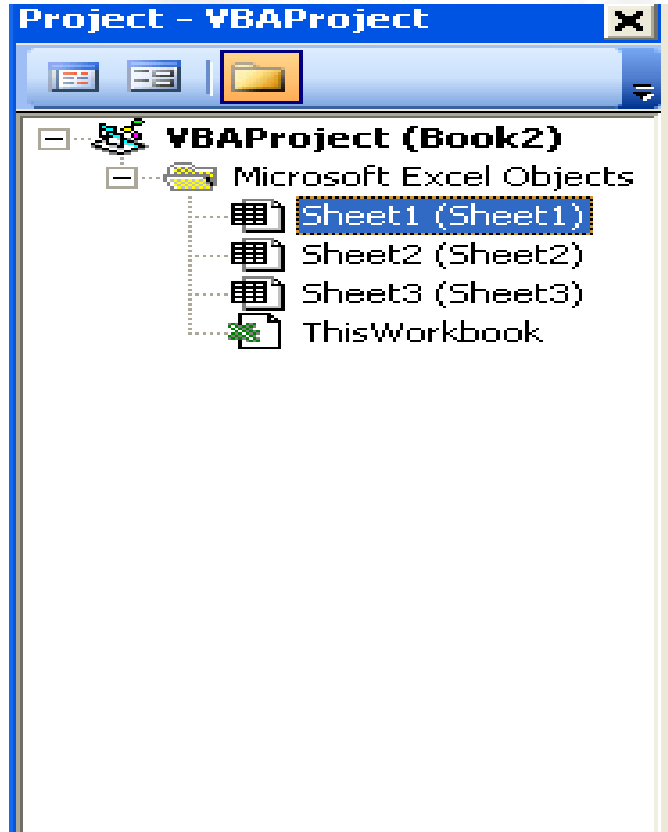 Project - VBAProject
VBAProject (Book2)
Microsoft Excel Objects
Sheet1 (Sheet1)
Sheet2 (Sheet2)
Sheet3 (Sheet3)
ThisWorkbook